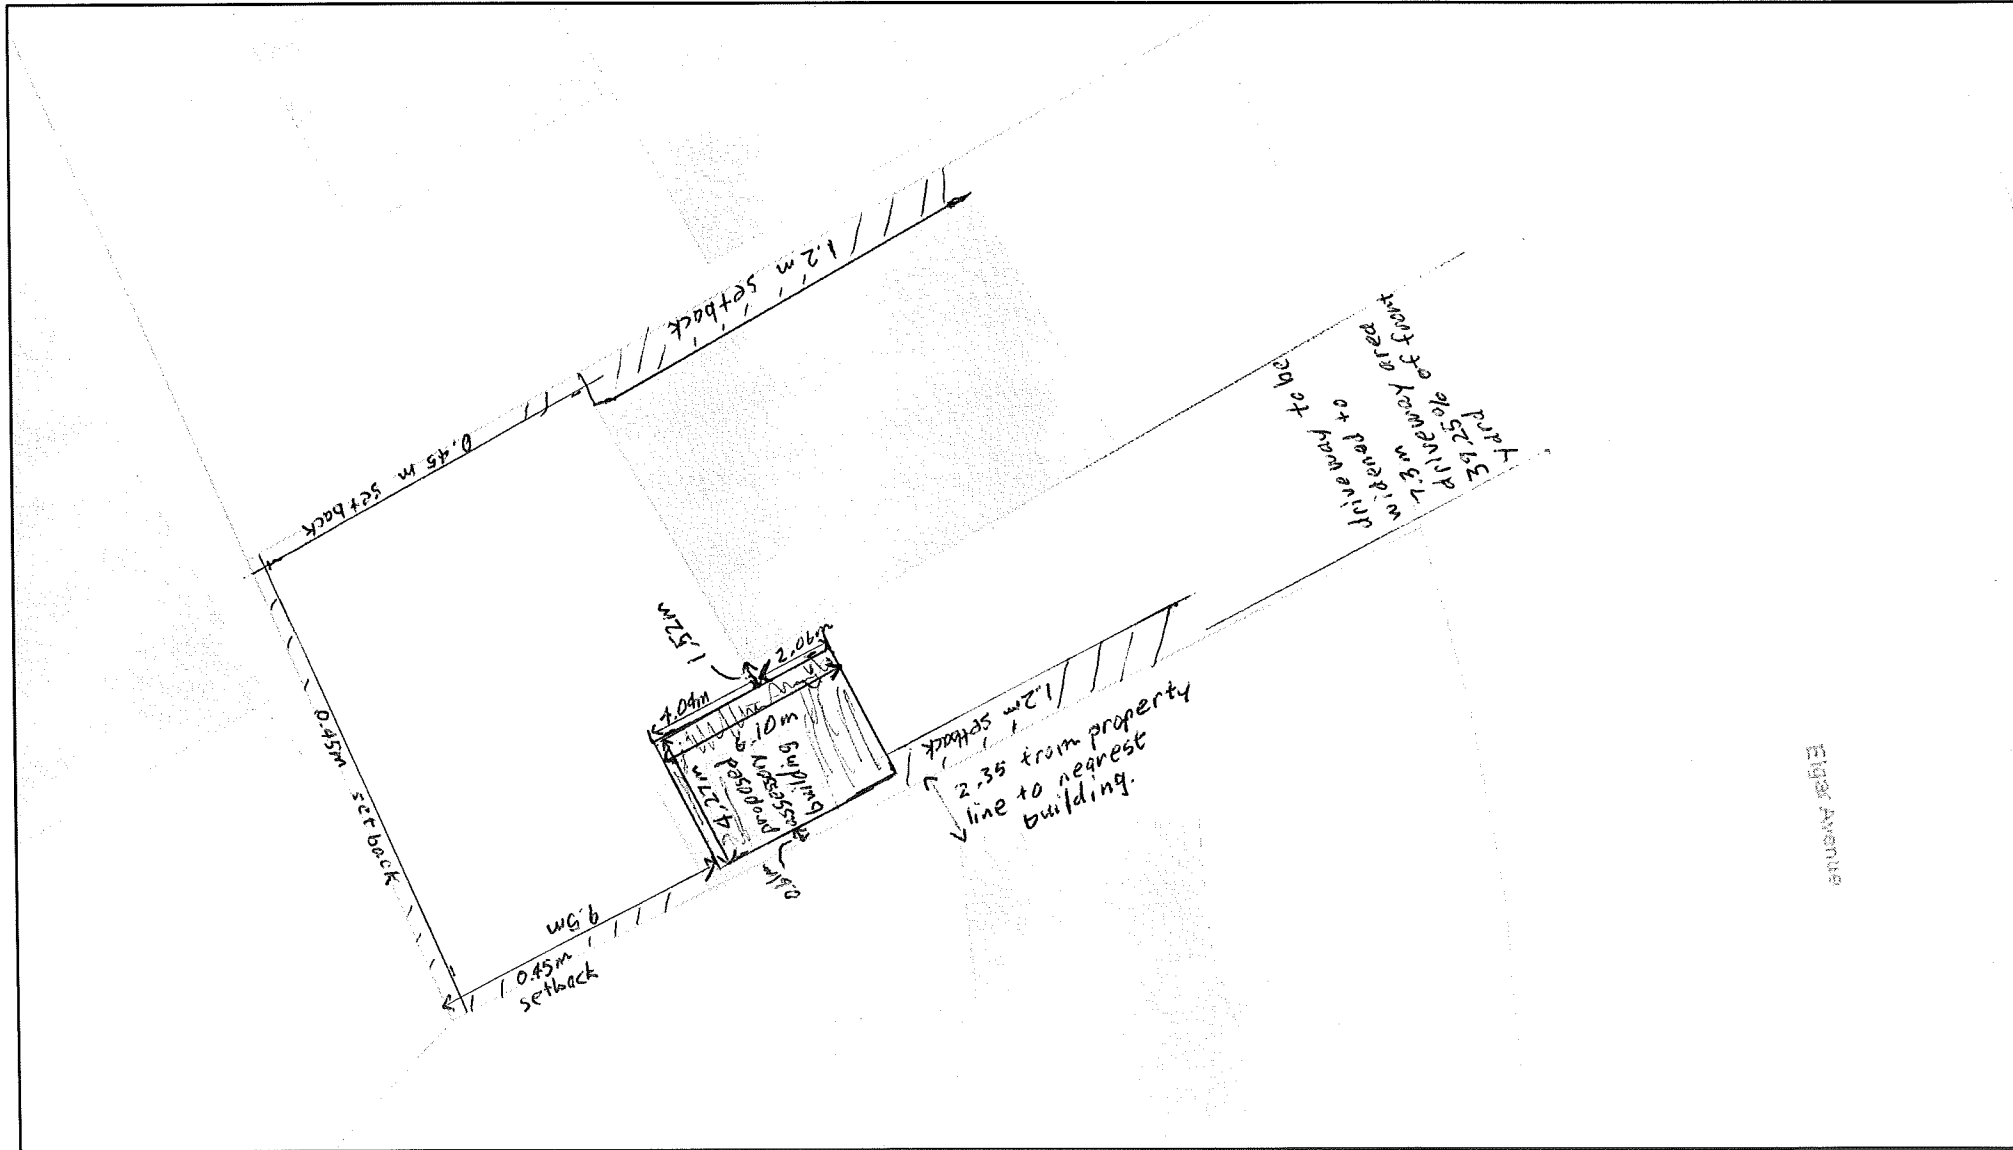 1.2m setback
0.45 m setback
driveway to be
widened to
7.3m
driveway area
39.25% of front
yard
1.52m
2.06m
4.04m
6.10m
4.27m
proposed
assessery
building
0.61m
1.2m setback
2.35 from property
line to nearest
building.
0.45m setback
9.5m
0.45m
setback
Elgar Avenue